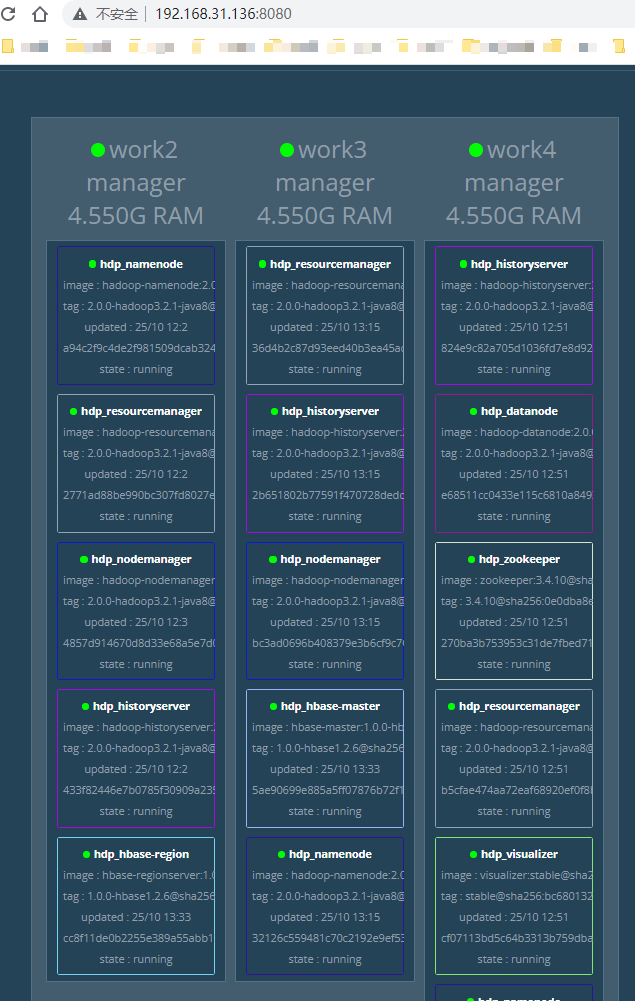 不安全 192.168.31.136:8080
work2
manager
4.550G RAM
hdp_namenode
image : hadoop-namenode:2.0
tag : 2.0.0-hadoop3.2.1-java8@
updated : 25/10 12:2
a94c2f9c4de2f981509dcab324
state : running
hdp_resourcemanager
image : hadoop-resourcema
tag : 2.0.0-hadoop3.2.1-java8@
updated : 25/10 12:2
2771ad88be990bc307fd8027e
state : running
hdp_nodemanager
image : hadoop-nodemanager
tag : 2.0.0-hadoop3.2.1-java8@
updated : 25/10 12:3
4857d914670d8d33e68a5e7d0
state : running
hdp_historyserver
image : hadoop-historyserver:
tag : 2.0.0-hadoop3.2.1-java8@
updated : 25/10 12:2
433f82446e7b0785f30909a235
state : running
hdp_hbase-region
image : hbase-regionserver:1.0
tag : 1.0.0-hbase1.2.6@sha256
updated : 25/10 13:33
cc8f11de0b2255e389a55abb1
state : running
work3
manager
4.550G RAM
hdp_resourcemanager
image : hadoop-resourcema
tag : 2.0.0-hadoop3.2.1-java8@
updated : 25/10 13:15
36d4b2c87d93eed40b3ea45ad
state : running
hdp_historyserver
image : hadoop-historyserver:
tag : 2.0.0-hadoop3.2.1-java8@
updated : 25/10 13:15
2b651802b77591f470728dedc
state : running
hdp_nodemanager
image : hadoop-nodemanager
tag : 2.0.0-hadoop3.2.1-java8@
updated : 25/10 13:15
bc3ad0696b408379e3b6cf9c76
state : running
hdp_hbase-master
image : hbase-master:1.0.0-hb
tag : 1.0.0-hbase1.2.6@sha256
updated : 25/10 13:33
5ae90699e885a5ff07876b72f1
state : running
hdp_namenode
image : hadoop-namenode:2.0
tag : 2.0.0-hadoop3.2.1-java8@
updated : 25/10 13:15
32126c559481c70c2192e9ef53
state : running
work4
manager
4.550G RAM
hdp_historyserver
image : hadoop-historyserver:
tag : 2.0.0-hadoop3.2.1-java8@
updated : 25/10 12:51
824e9c82a705d1036fd7e8d92
state : running
hdp_datanode
image : hadoop-datanode:2.0.
tag : 2.0.0-hadoop3.2.1-java8@
updated : 25/10 12:51
e68511cc0433e115c6810a849
state : running
hdp_zookeeper
image : zookeeper:3.4.10@sha
tag : 3.4.10@sha256:0e0dba8e
updated : 25/10 12:51
270ba3b753953c31de7fbed71
state : running
hdp_resourcemanager
image : hadoop-resourcema
tag : 2.0.0-hadoop3.2.1-java8@
updated : 25/10 12:51
b5cfae474aa72eaf68920ef0f8
state : running
hdp_visualizer
image : visualizer:stable@sha2
tag : stable@sha256:bc680132
updated : 25/10 12:51
cf07113bd5c64b3313b759dba
state : running